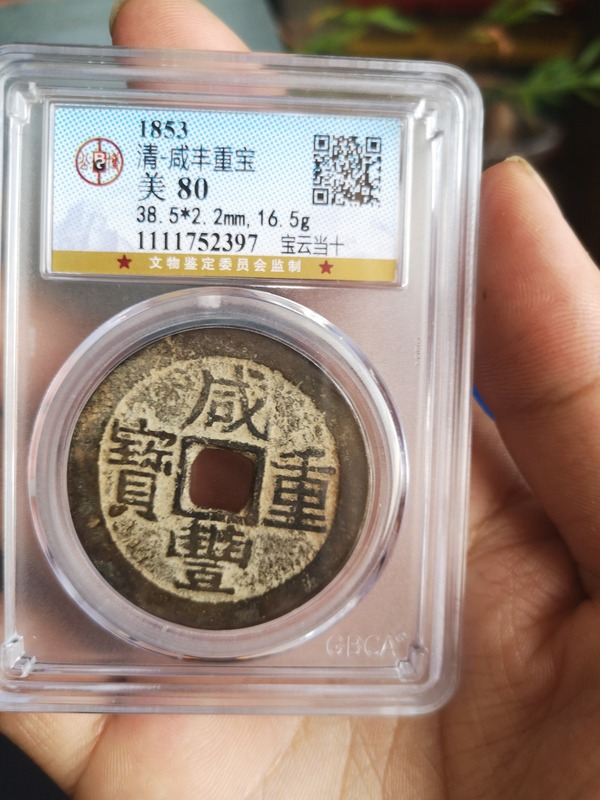 1853
清-咸丰重宝
美 80
38.5*2.2mm,16.5g
1111752397 宝云当十
★ 文物鉴定委员会监制 ★
咸
寶 重
豐
GBCA